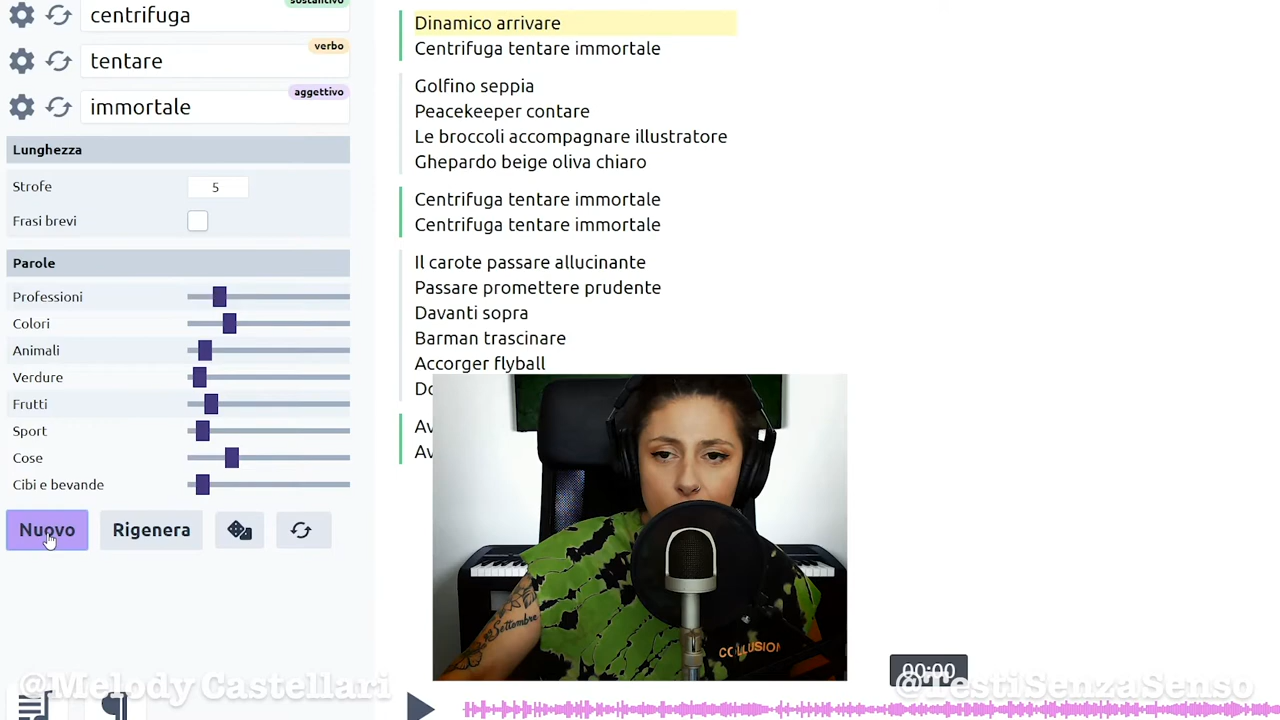 sostantivo
centrifuga
verbo
tentare
aggettivo
immortale
Lunghezza
Strofe 5
Frasi brevi
Parole
Professioni
Colori
Animali
Verdure
Frutti
Sport
Cose
Cibi e bevande
Nuovo Rigenera
Dinamico arrivare
Centrifuga tentare immortale
Golfino seppia
Peacekeeper contare
Le broccoli accompagnare illustratore
Ghepardo beige oliva chiaro
Centrifuga tentare immortale
Centrifuga tentare immortale
Il carote passare allucinante
Passare promettere prudente
Davanti sopra
Barman trascinare
Accorger flyball
Settembre
COLLUSION
00:00
@Melody Castellari
@TestiSenzaSenso